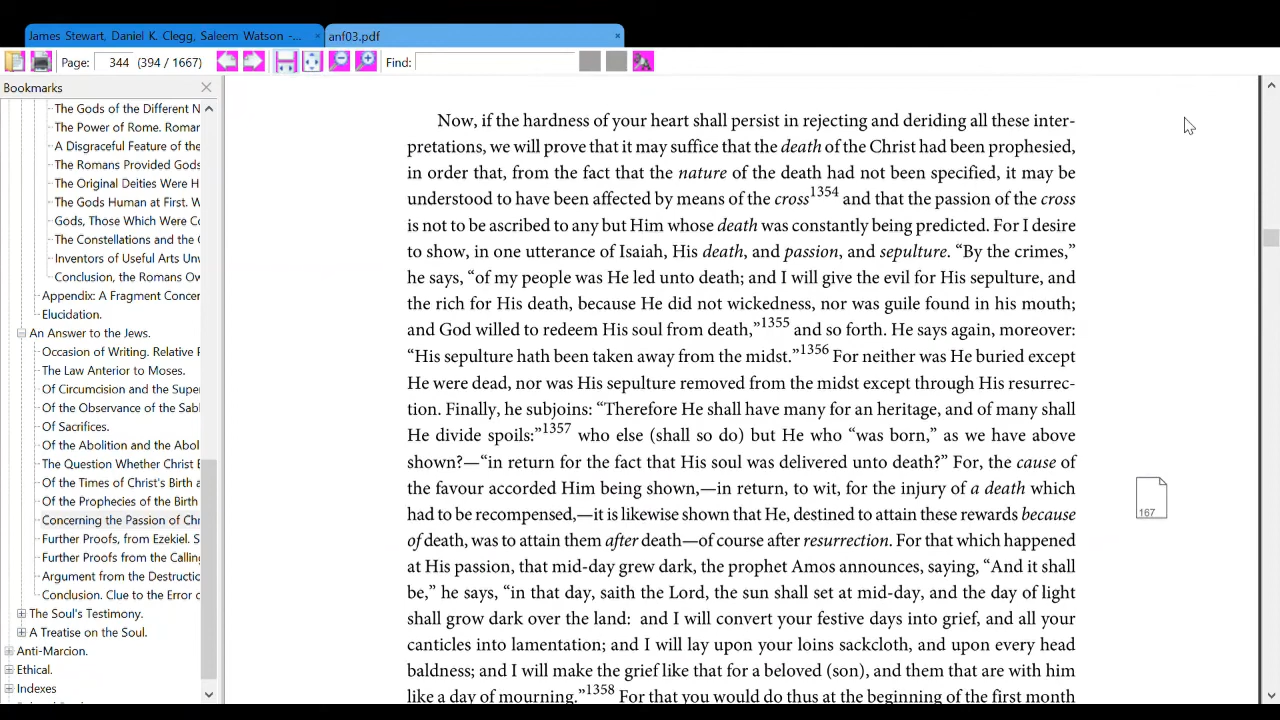 James Stewart, Daniel K. Clegg, Saleem Watson -...
anf03.pdf
Page: 344 (394 / 1667) Find:
Bookmarks
The Gods of the Different N
The Power of Rome. Romar
A Disgraceful Feature of the
The Romans Provided Gods
The Original Deities Were H
The Gods Human at First. W
Gods, Those Which Were Co
The Constellations and the (
Inventors of Useful Arts Unv
Conclusion, the Romans Ow
Appendix: A Fragment Concer
Elucidation.
An Answer to the Jews.
Occasion of Writing. Relative P
The Law Anterior to Moses.
Of Circumcision and the Super
Of the Observance of the Sabl
Of Sacrifices.
Of the Abolition and the Abol
The Question Whether Christ B
Of the Times of Christ's Birth a
Of the Prophecies of the Birth
Concerning the Passion of Chr
Further Proofs, from Ezekiel. S
Further Proofs from the Calling
Argument from the Destructic
Conclusion. Clue to the Error o
The Soul's Testimony.
A Treatise on the Soul.
Anti-Marcion.
Ethical.
Indexes
Now, if the hardness of your heart shall persist in rejecting and deriding all these inter-
pretations, we will prove that it may suffice that the death of the Christ had been prophesied,
in order that, from the fact that the nature of the death had not been specified, it may be
understood to have been affected by means of the cross1354 and that the passion of the cross
is not to be ascribed to any but Him whose death was constantly being predicted. For I desire
to show, in one utterance of Isaiah, His death, and passion, and sepulture. “By the crimes,”
he says, “of my people was He led unto death; and I will give the evil for His sepulture, and
the rich for His death, because He did not wickedness, nor was guile found in his mouth;
and God willed to redeem His soul from death,”1355 and so forth. He says again, moreover:
“His sepulture hath been taken away from the midst.”1356 For neither was He buried except
He were dead, nor was His sepulture removed from the midst except through His resurrec-
tion. Finally, he subjoins: “Therefore He shall have many for an heritage, and of many shall
He divide spoils:”1357 who else (shall so do) but He who “was born,” as we have above
shown?—“in return for the fact that His soul was delivered unto death?” For, the cause of
the favour accorded Him being shown,—in return, to wit, for the injury of a death which
had to be recompensed,—it is likewise shown that He, destined to attain these rewards because
of death, was to attain them after death—of course after resurrection. For that which happened
at His passion, that mid-day grew dark, the prophet Amos announces, saying, “And it shall
be,” he says, “in that day, saith the Lord, the sun shall set at mid-day, and the day of light
shall grow dark over the land: and I will convert your festive days into grief, and all your
canticles into lamentation; and I will lay upon your loins sackcloth, and upon every head
baldness; and I will make the grief like that for a beloved (son), and them that are with him
like a day of mourning.”1358 For that you would do thus at the beginning of the first month
167